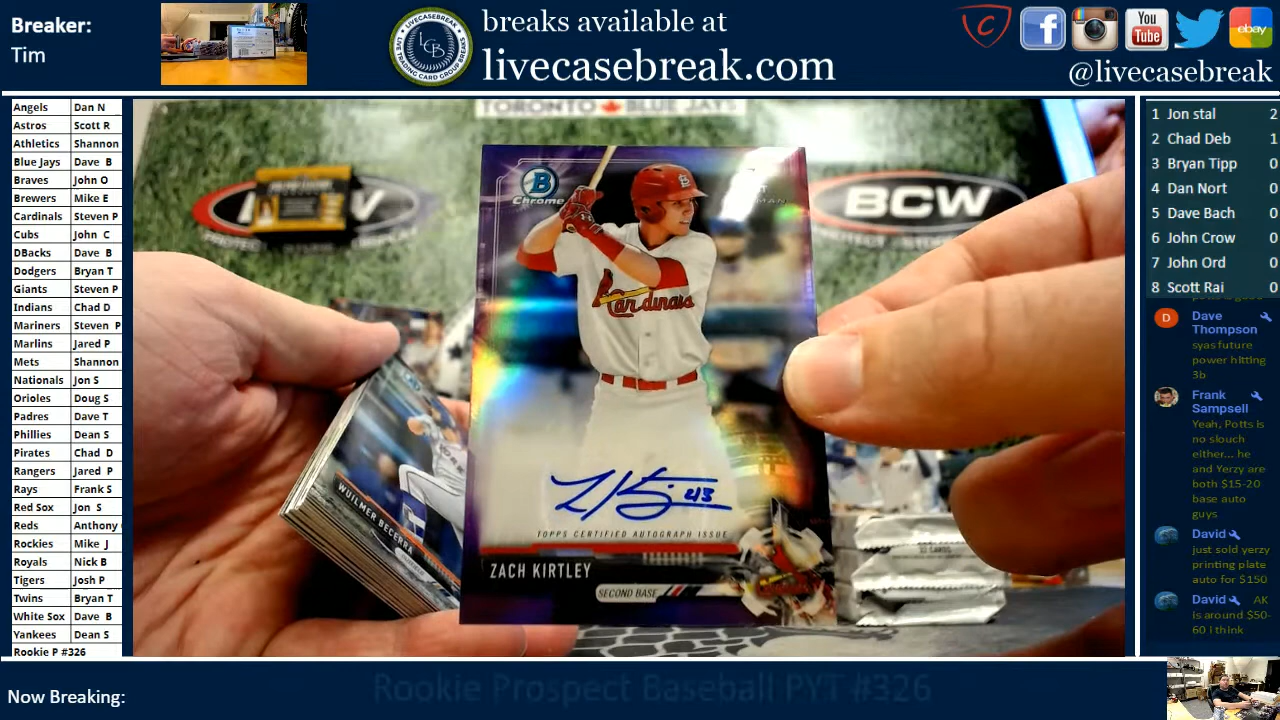 Breaker:
Tim
breaks available at
livecasebreak.com
You
Tube
ebay
@livecasebreak
Angels Dan N
Astros Scott R
Athletics Shannon
Blue Jays Dave B
Braves John O
Brewers Mike E
Cardinals Steven P
Cubs John C
DBacks Dave B
Dodgers Bryan T
Giants Steven P
Indians Chad D
Mariners Steven P
Marlins Jared P
Mets Shannon
Nationals Jon S
Orioles Doug S
Padres Dave T
Phillies Dean S
Pirates Chad D
Rangers Jared P
Rays Frank S
Red Sox Jon S
Reds Anthony
Rockies Mike J
Royals Nick B
Tigers Josh P
Twins Bryan T
White Sox Dave B
Yankees Dean S
Rookie P #326
TORONTO BLUE JAYS
BCW
B
Chrome
Cardinals
43
TOPPS CERTIFIED AUTOGRAPH ISSUE
ZACH KIRTLEY
SECOND BASE
WUILMER BECERRA
1 Jon stal 2
2 Chad Deb 1
3 Bryan Tipp 0
4 Dan Nort 0
5 Dave Bach 0
6 John Crow 0
7 John Ord 0
8 Scott Rai 0
D Dave
Thompson
syas future
power hitting
3b
Frank
Sampsell
Yeah, Potts is
no slouch
either... he
and Yerzy are
both $15-20
base auto
guys
David
just sold yerzy
printing plate
auto for $150
David AK
is around $50-
60 I think
Now Breaking:
Rookie Prospect Baseball PYT #326